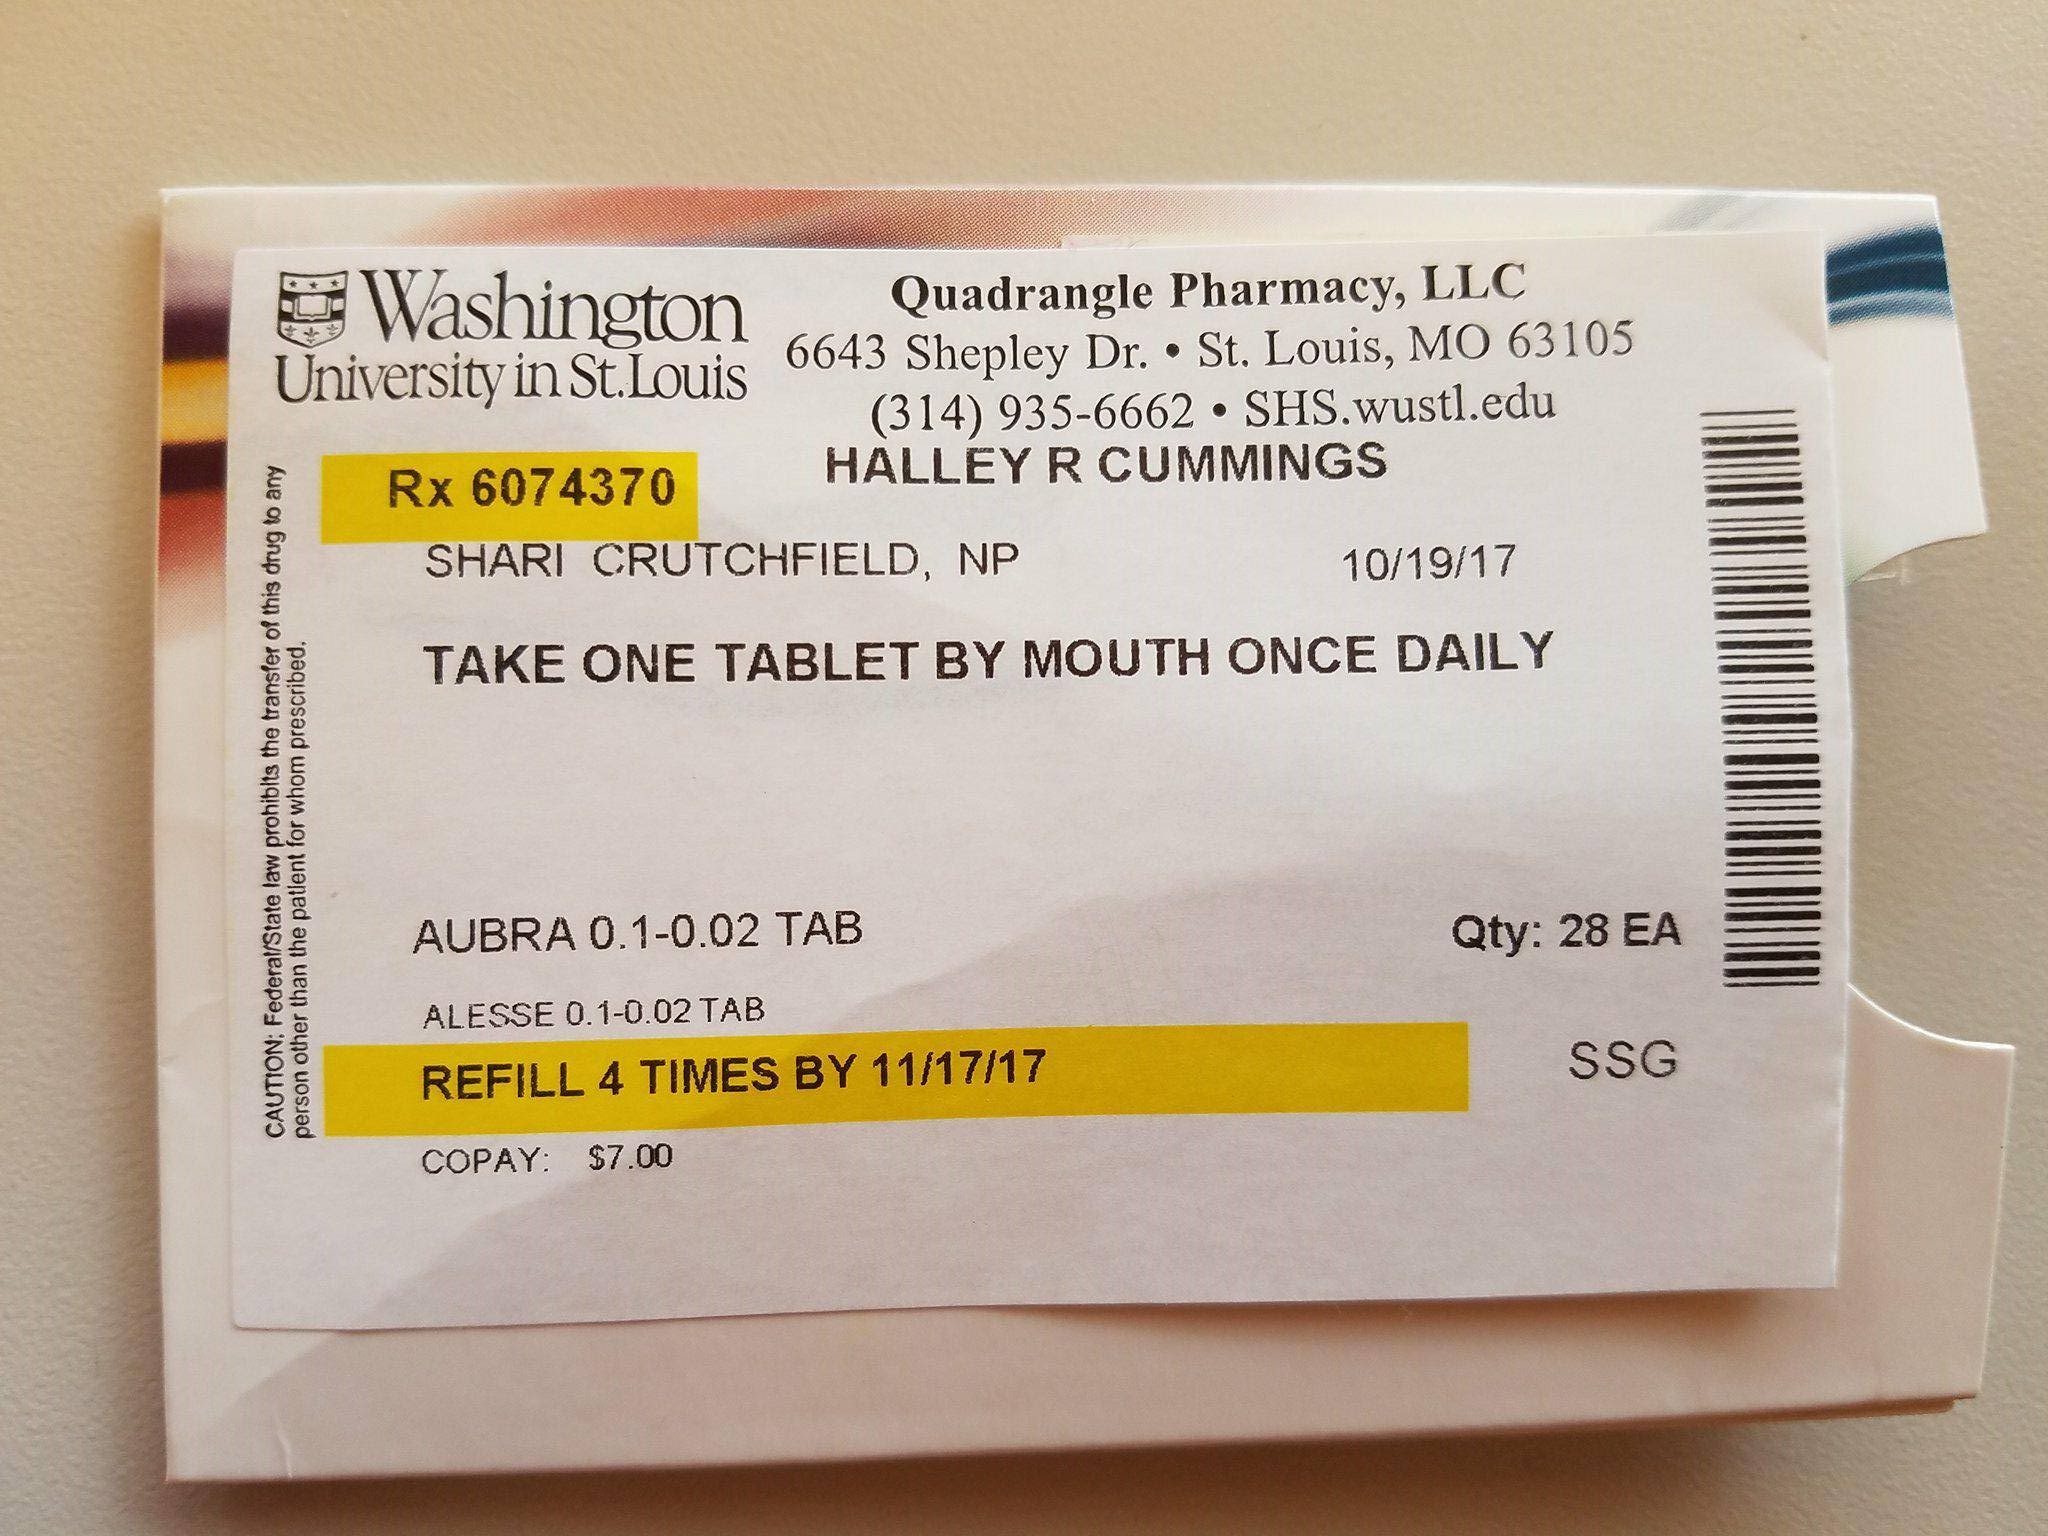 Washington
University in St.Louis
Quadrangle Pharmacy, LLC
6643 Shepley Dr. • St. Louis, MO 63105
(314) 935-6662 • SHS.wustl.edu
HALLEY R CUMMINGS
Rx 6074370
SHARI CRUTCHFIELD, NP 10/19/17
TAKE ONE TABLET BY MOUTH ONCE DAILY
AUBRA 0.1-0.02 TAB Qty: 28 EA
ALESSE 0.1-0.02 TAB
REFILL 4 TIMES BY 11/17/17 SSG
COPAY: $7.00
CAUTION: Federal/State law prohibits the transfer of this drug to any
person other than the patient for whom prescribed.